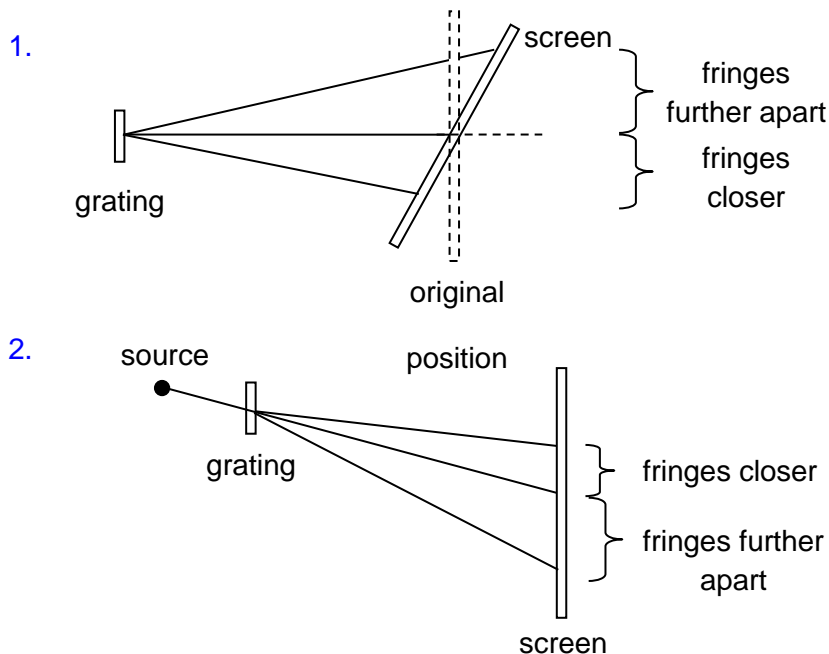 1.
screen
fringes
further apart
fringes
closer
grating
original
2.
source
position
grating
fringes closer
fringes further
apart
screen